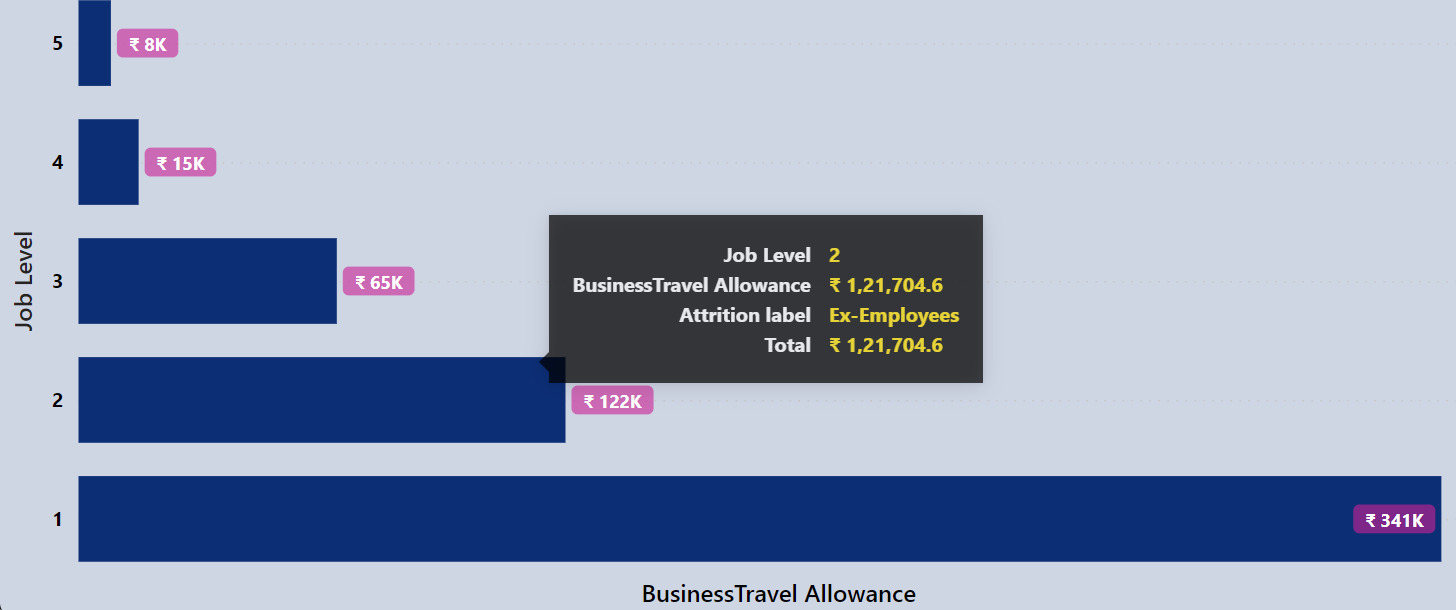 5
₹ 8K
4
₹ 15K
Job Level
3
₹ 65K
Job Level 2
BusinessTravel Allowance ₹ 1,21,704.6
Attrition label Ex-Employees
Total ₹ 1,21,704.6
2
₹ 122K
1
₹ 341K
BusinessTravel Allowance